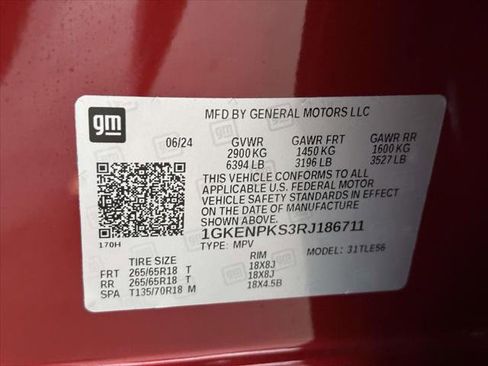 gm
MFD BY GENERAL MOTORS LLC
06/24 GVWR GAWR FRT GAWR RR
2900 KG 1450 KG 1600 KG
6394 LB 3196 LB 3527 LB
THIS VEHICLE CONFORMS TO ALL
APPLICABLE U.S. FEDERAL MOTOR
VEHICLE SAFETY STANDARDS IN EFFECT
ON THE DATE OF MANUFACTURE
SHOWN ABOVE.
1GKENPKS3RJ186711
170H TYPE: MPV MODEL: 31TLE56
TIRE SIZE RIM
FRT 265/65R18 T 18X8J
RR 265/65R18 T 18X8J
SPA T135/70R18 M 18X4.5B